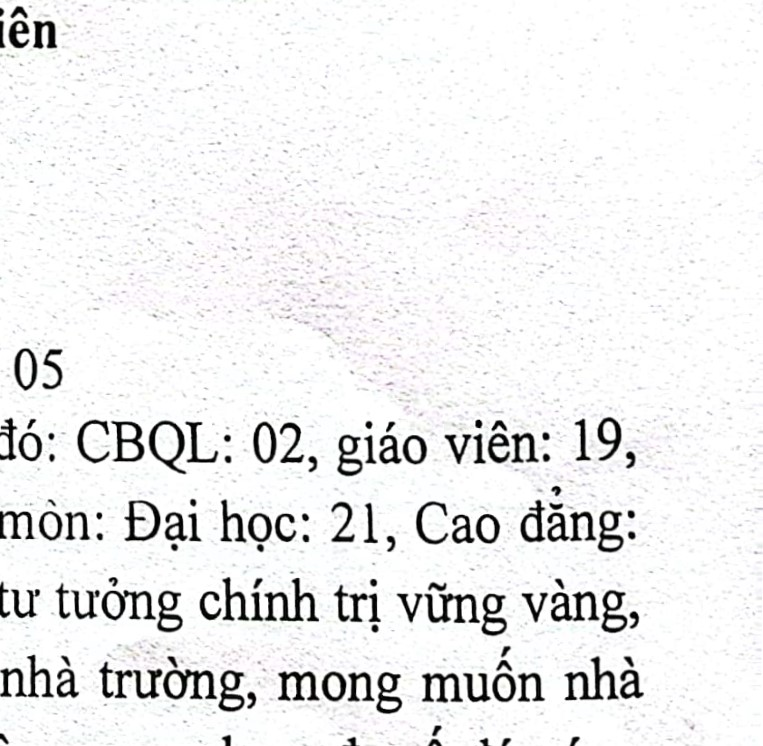 iên
05
đó: CBQL: 02, giáo viên: 19,
mòn: Đại học: 21, Cao đẳng:
tư tưởng chính trị vững vàng,
nhà trường, mong muốn nhà